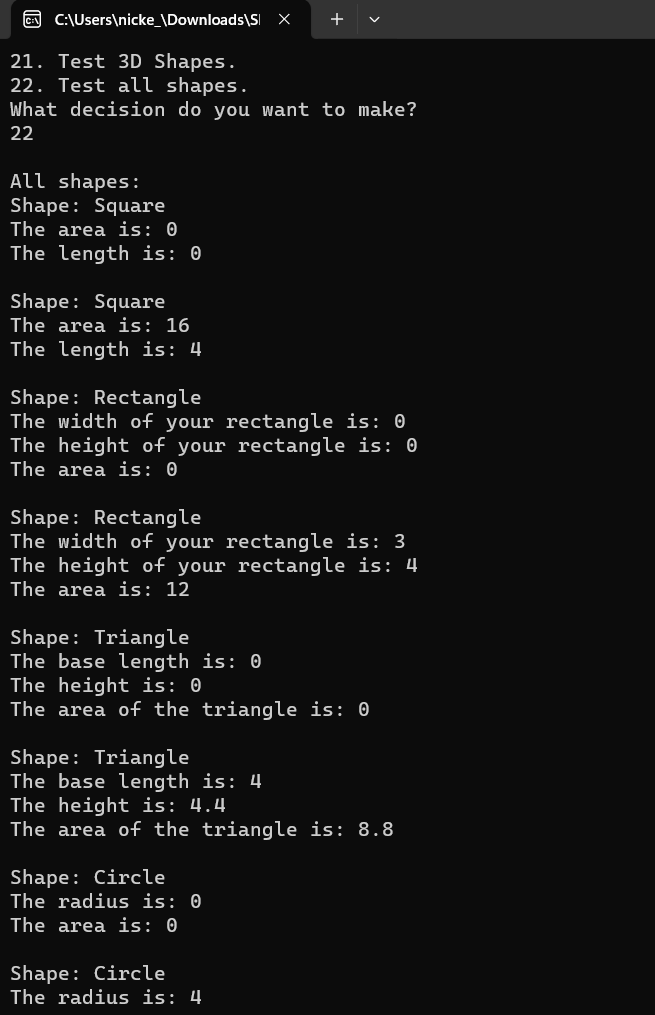 C:\Users\nicke_\Downloads\S
21. Test 3D Shapes.
22. Test all shapes.
What decision do you want to make?
22
All shapes:
Shape: Square
The area is: 0
The length is: 0
Shape: Square
The area is: 16
The length is: 4
Shape: Rectangle
The width of your rectangle is: 0
The height of your rectangle is: 0
The area is: 0
Shape: Rectangle
The width of your rectangle is: 3
The height of your rectangle is: 4
The area is: 12
Shape: Triangle
The base length is: 0
The height is: 0
The area of the triangle is: 0
Shape: Triangle
The base length is: 4
The height is: 4.4
The area of the triangle is: 8.8
Shape: Circle
The radius is: 0
The area is: 0
Shape: Circle
The radius is: 4